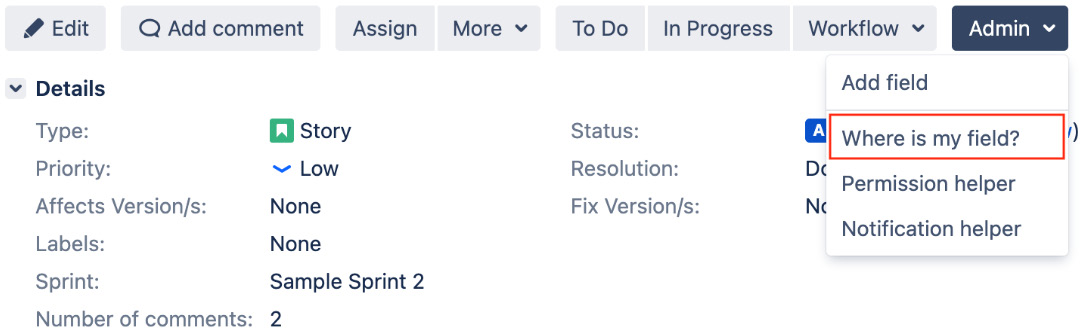 Edit Add comment Assign More To Do In Progress Workflow Admin
Add field
Where is my field?
Permission helper
Notification helper
Details
Type: Story
Status:
Priority: Low
Resolution:
Affects Version/s: None
Fix Version/s:
Labels: None
Sprint: Sample Sprint 2
Number of comments: 2